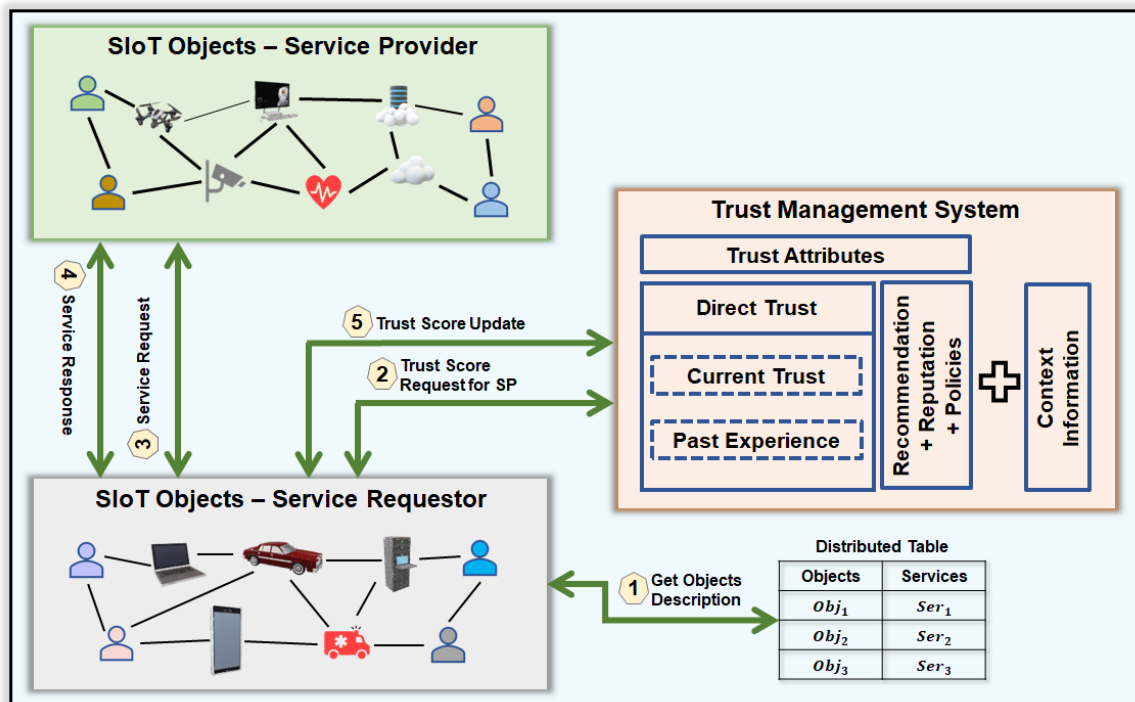 SIoT Objects – Service Provider
4
Service Response
3
Service Request
5 Trust Score Update
2 Trust Score
Request for SP
Trust Management System
Trust Attributes
Direct Trust
Current Trust
Past Experience
Recommendation
+ Reputation
+ Policies
Context
Information
SIoT Objects – Service Requestor
1 Get Objects
Description
Distributed Table
Objects Services
Obj₁ Ser₁
Obj₂ Ser₂
Obj₃ Ser₃